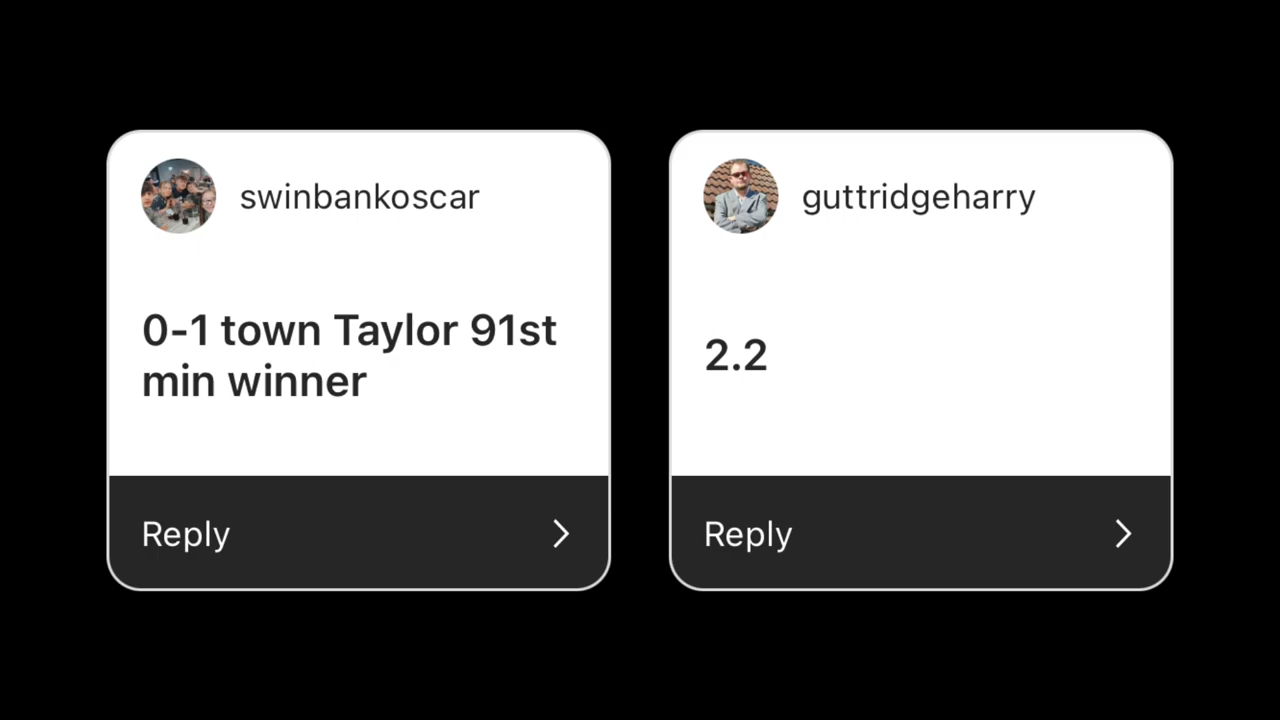 swinbankoscar
0-1 town Taylor 91st
min winner
Reply
guttridgeharry
2.2
Reply